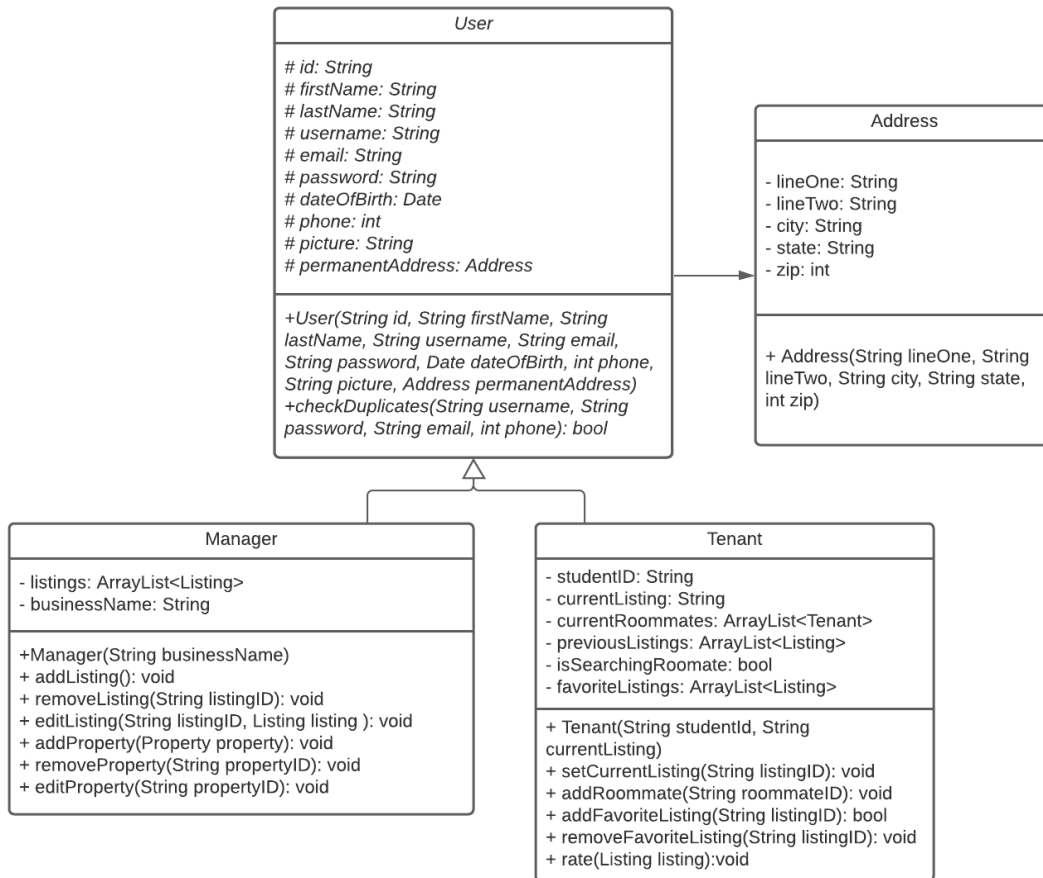 User
# id: String
# firstName: String
# lastName: String
# username: String
# email: String
# password: String
# dateOfBirth: Date
# phone: int
# picture: String
# permanentAddress: Address
+User(String id, String firstName, String
lastName, String username, String email,
String password, Date dateOfBirth, int phone,
String picture, Address permanentAddress)
+checkDuplicates(String username, String
password, String email, int phone): bool
Address
- lineOne: String
- lineTwo: String
- city: String
- state: String
- zip: int
+ Address(String lineOne, String
lineTwo, String city, String state,
int zip)
Manager
- listings: ArrayList<Listing>
- businessName: String
+Manager(String businessName)
+ addListing(): void
+ removeListing(String listingID): void
+ editListing(String listingID, Listing listing ): void
+ addProperty(Property property): void
+ removeProperty(String propertyID): void
+ editProperty(String propertyID): void
Tenant
- studentID: String
- currentListing: String
- currentRoommates: ArrayList<Tenant>
- previousListings: ArrayList<Listing>
- isSearchingRoomate: bool
- favoriteListings: ArrayList<Listing>
+ Tenant(String studentId, String
currentListing)
+ setCurrentListing(String listingID): void
+ addRoommate(String roommateID): void
+ addFavoriteListing(String listingID): bool
+ removeFavoriteListing(String listingID): void
+ rate(Listing listing):void